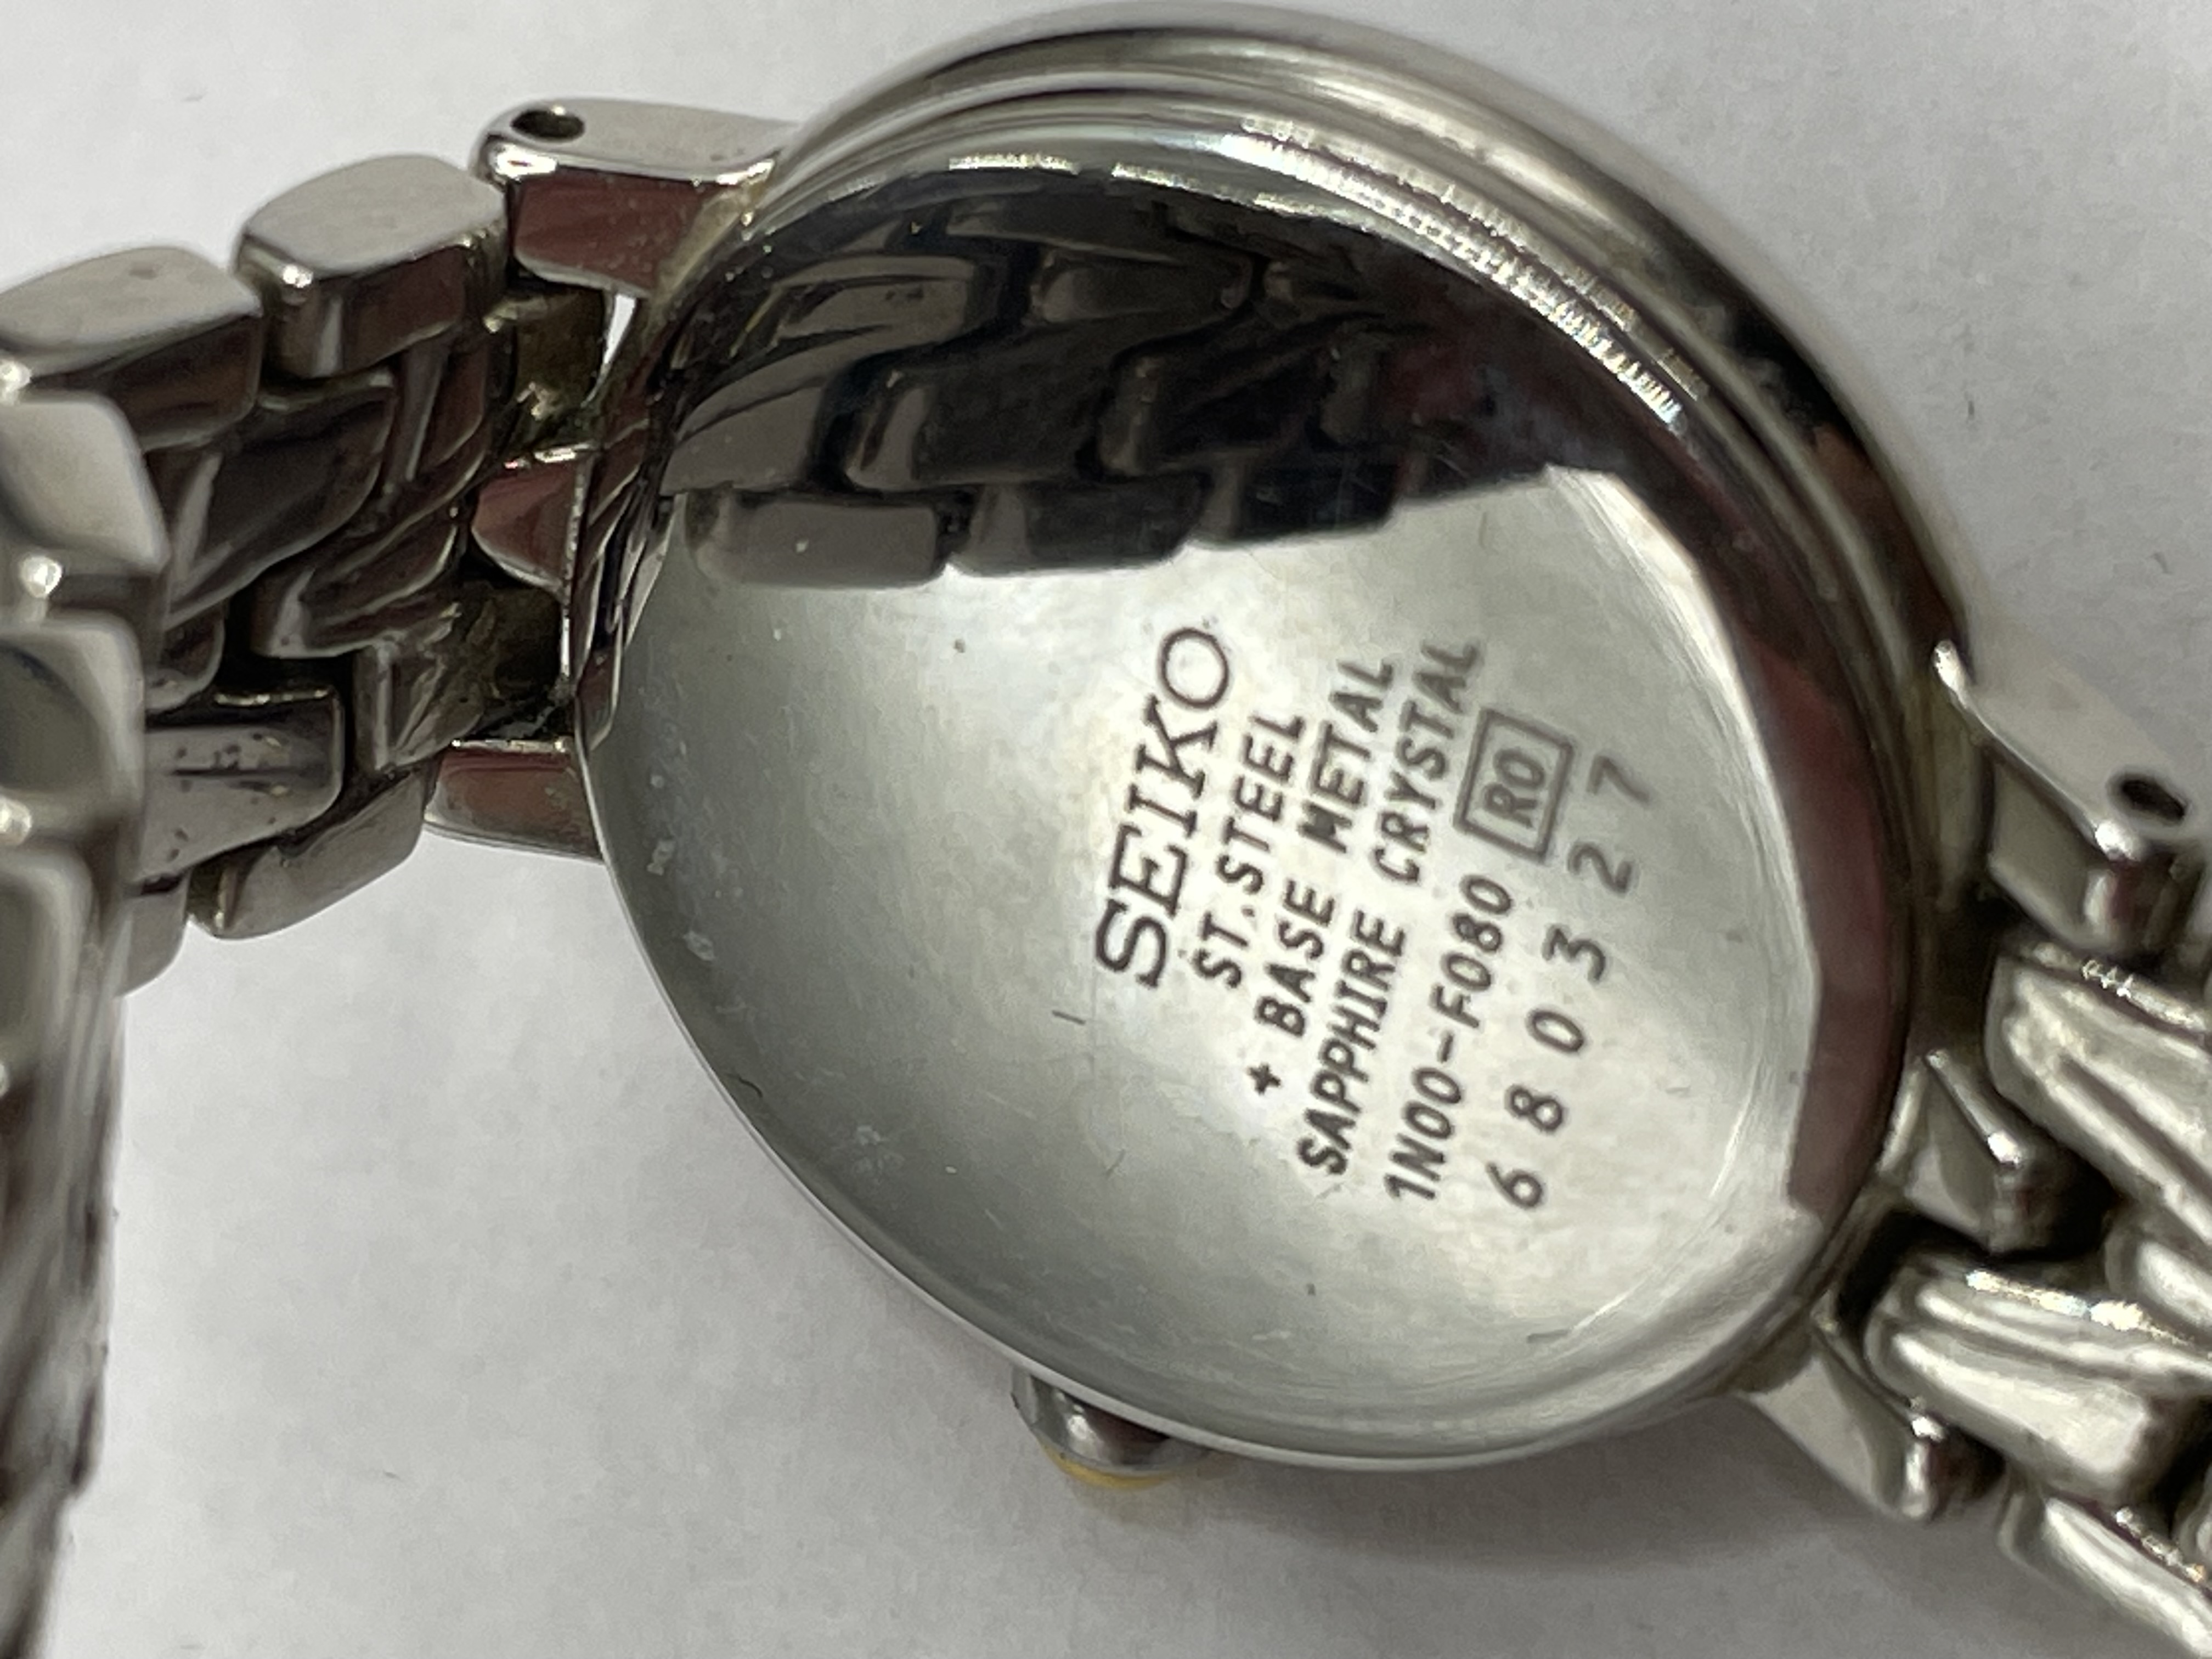 SEIKO
ST.STEEL
+ BASE METAL
SAPPHIRE CRYSTAL
1N00-F080 RO
680327